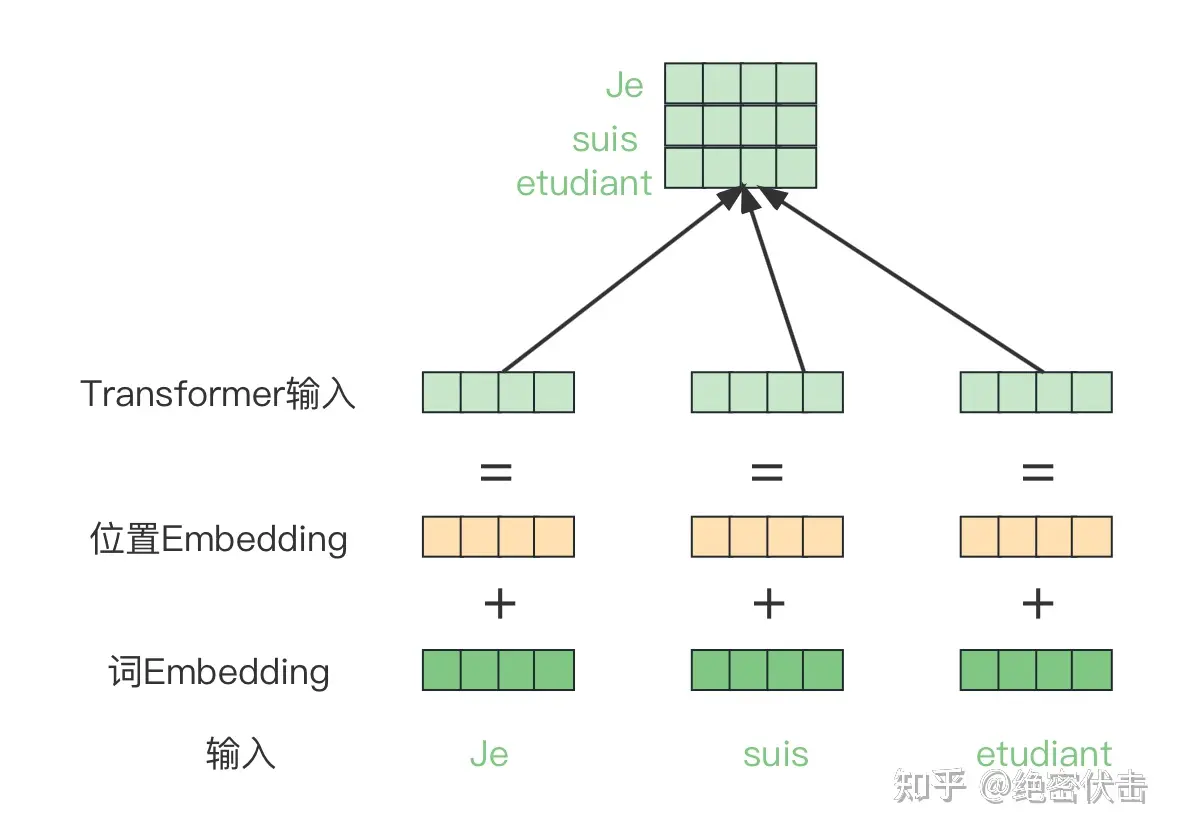 Je
suis
etudiant
Transformer输入
=
=
=
位置Embedding
+
+
+
词Embedding
输入 Je suis etudiant
知乎 @绝密伏击